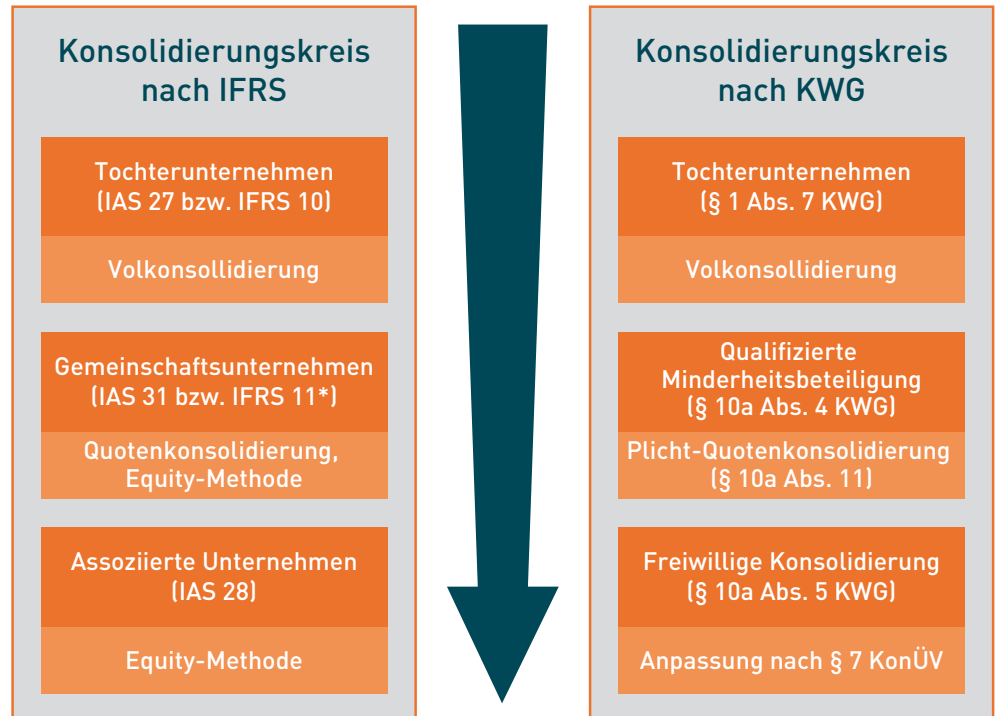 Konsolidierungskreis
nach IFRS
Tochterunternehmen
(IAS 27 bzw. IFRS 10)
Volkonsollidierung
Gemeinschaftsunternehmen
(IAS 31 bzw. IFRS 11*)
Quotenkonsolidierung,
Equity-Methode
Assoziierte Unternehmen
(IAS 28)
Equity-Methode
Konsolidierungskreis
nach KWG
Tochterunternehmen
(§ 1 Abs. 7 KWG)
Volkonsollidierung
Qualifizierte
Minderheitsbeteiligung
(§ 10a Abs. 4 KWG)
Plicht-Quotenkonsolidierung
(§ 10a Abs. 11)
Freiwillige Konsolidierung
(§ 10a Abs. 5 KWG)
Anpassung nach § 7 KonÜV